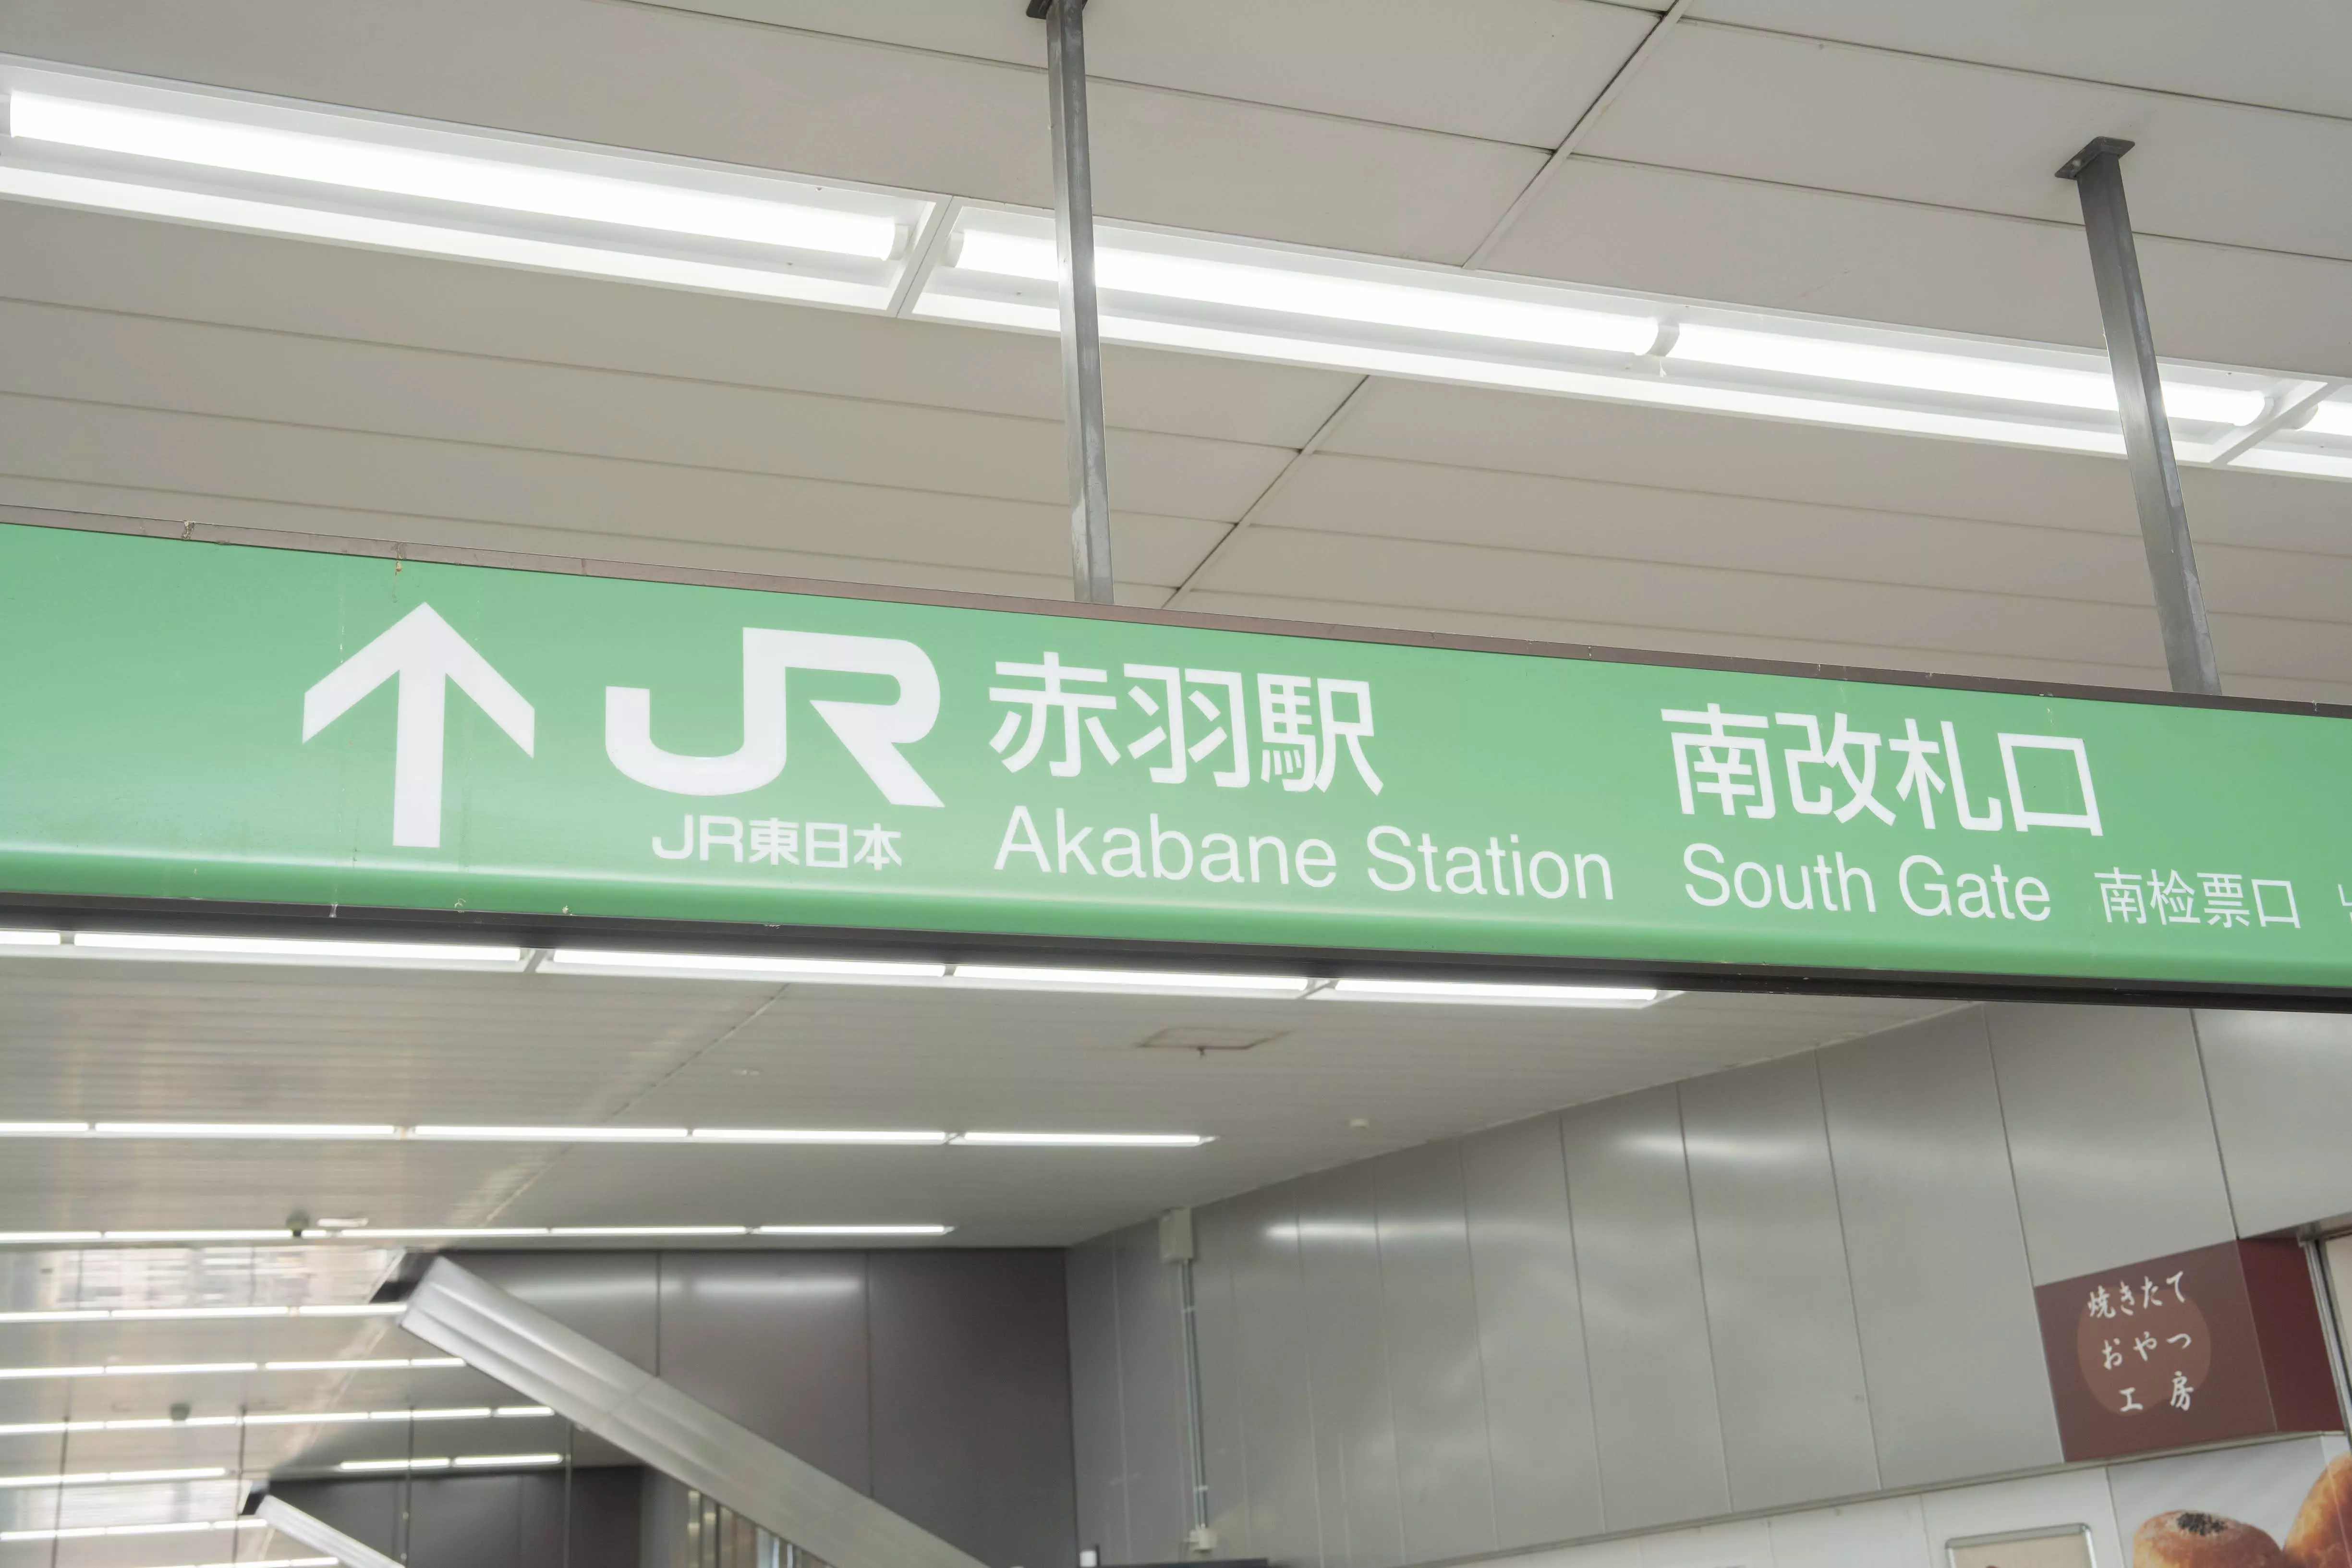 JR 赤羽駅 南改札口
JR東日本 Akabane Station South Gate 南检票口
焼きたて
おやつ
工房